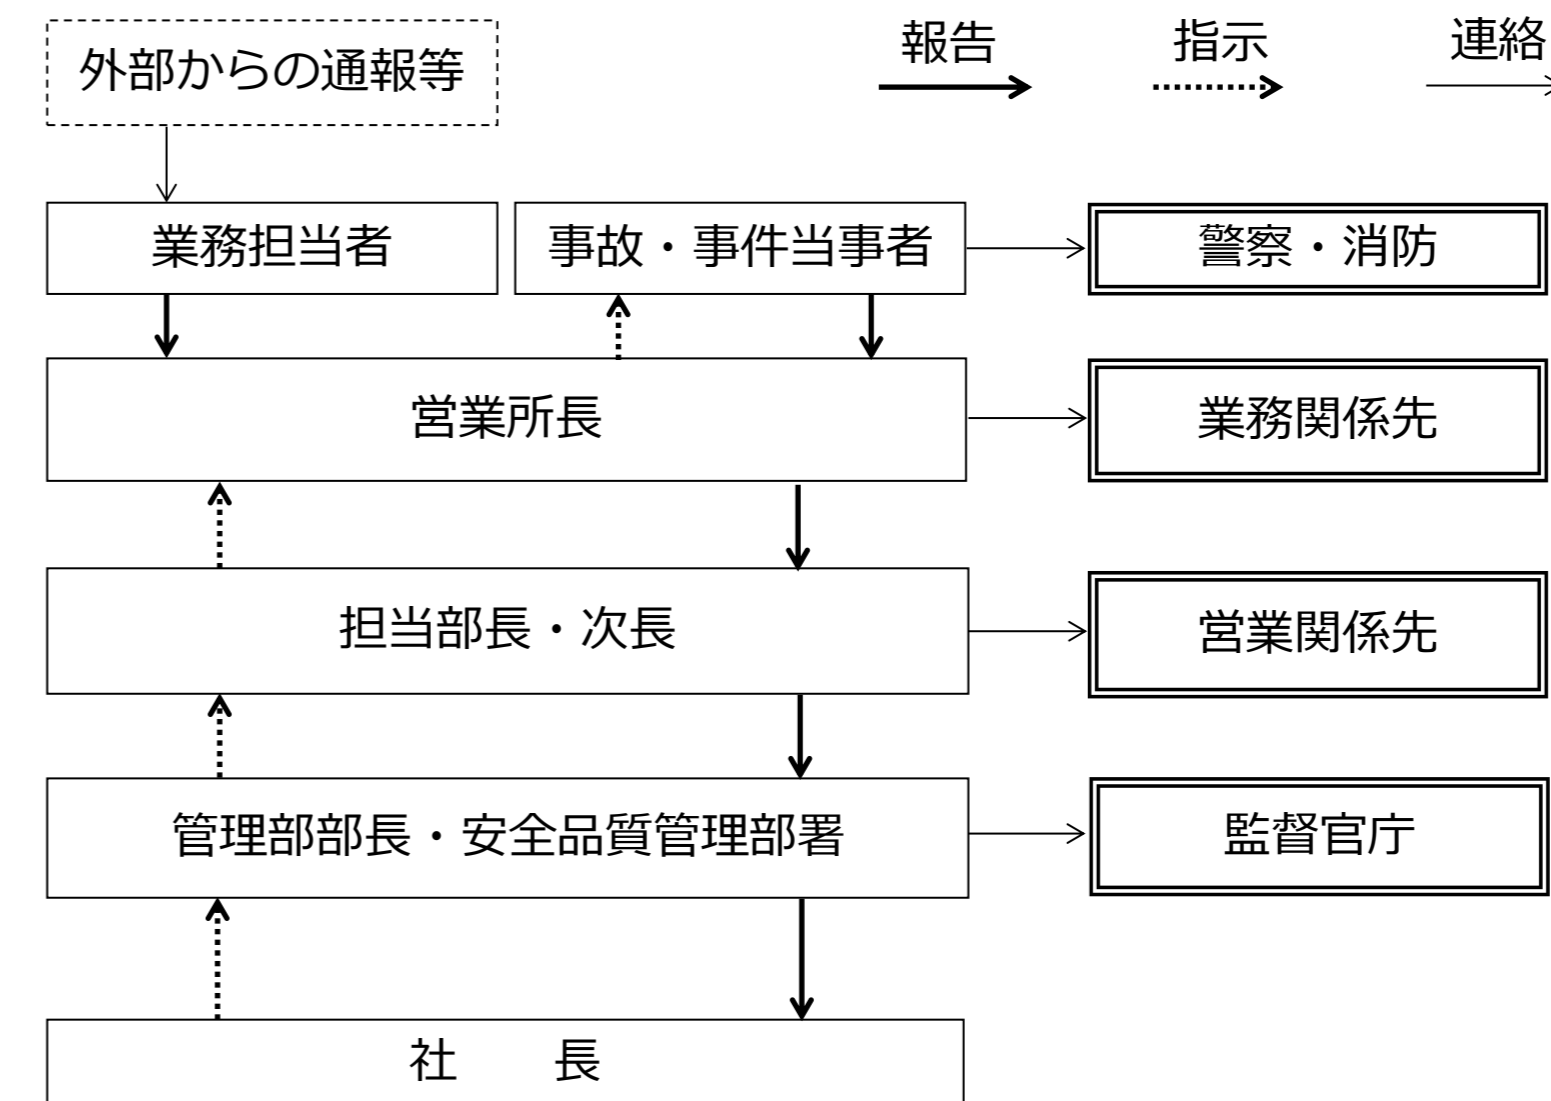 外部からの通報等
報告
指示
連絡
業務担当者
事故・事件当事者
警察・消防
営業所長
業務関係先
担当部長・次長
営業関係先
管理部部長・安全品質管理部署
監督官庁
社　　長